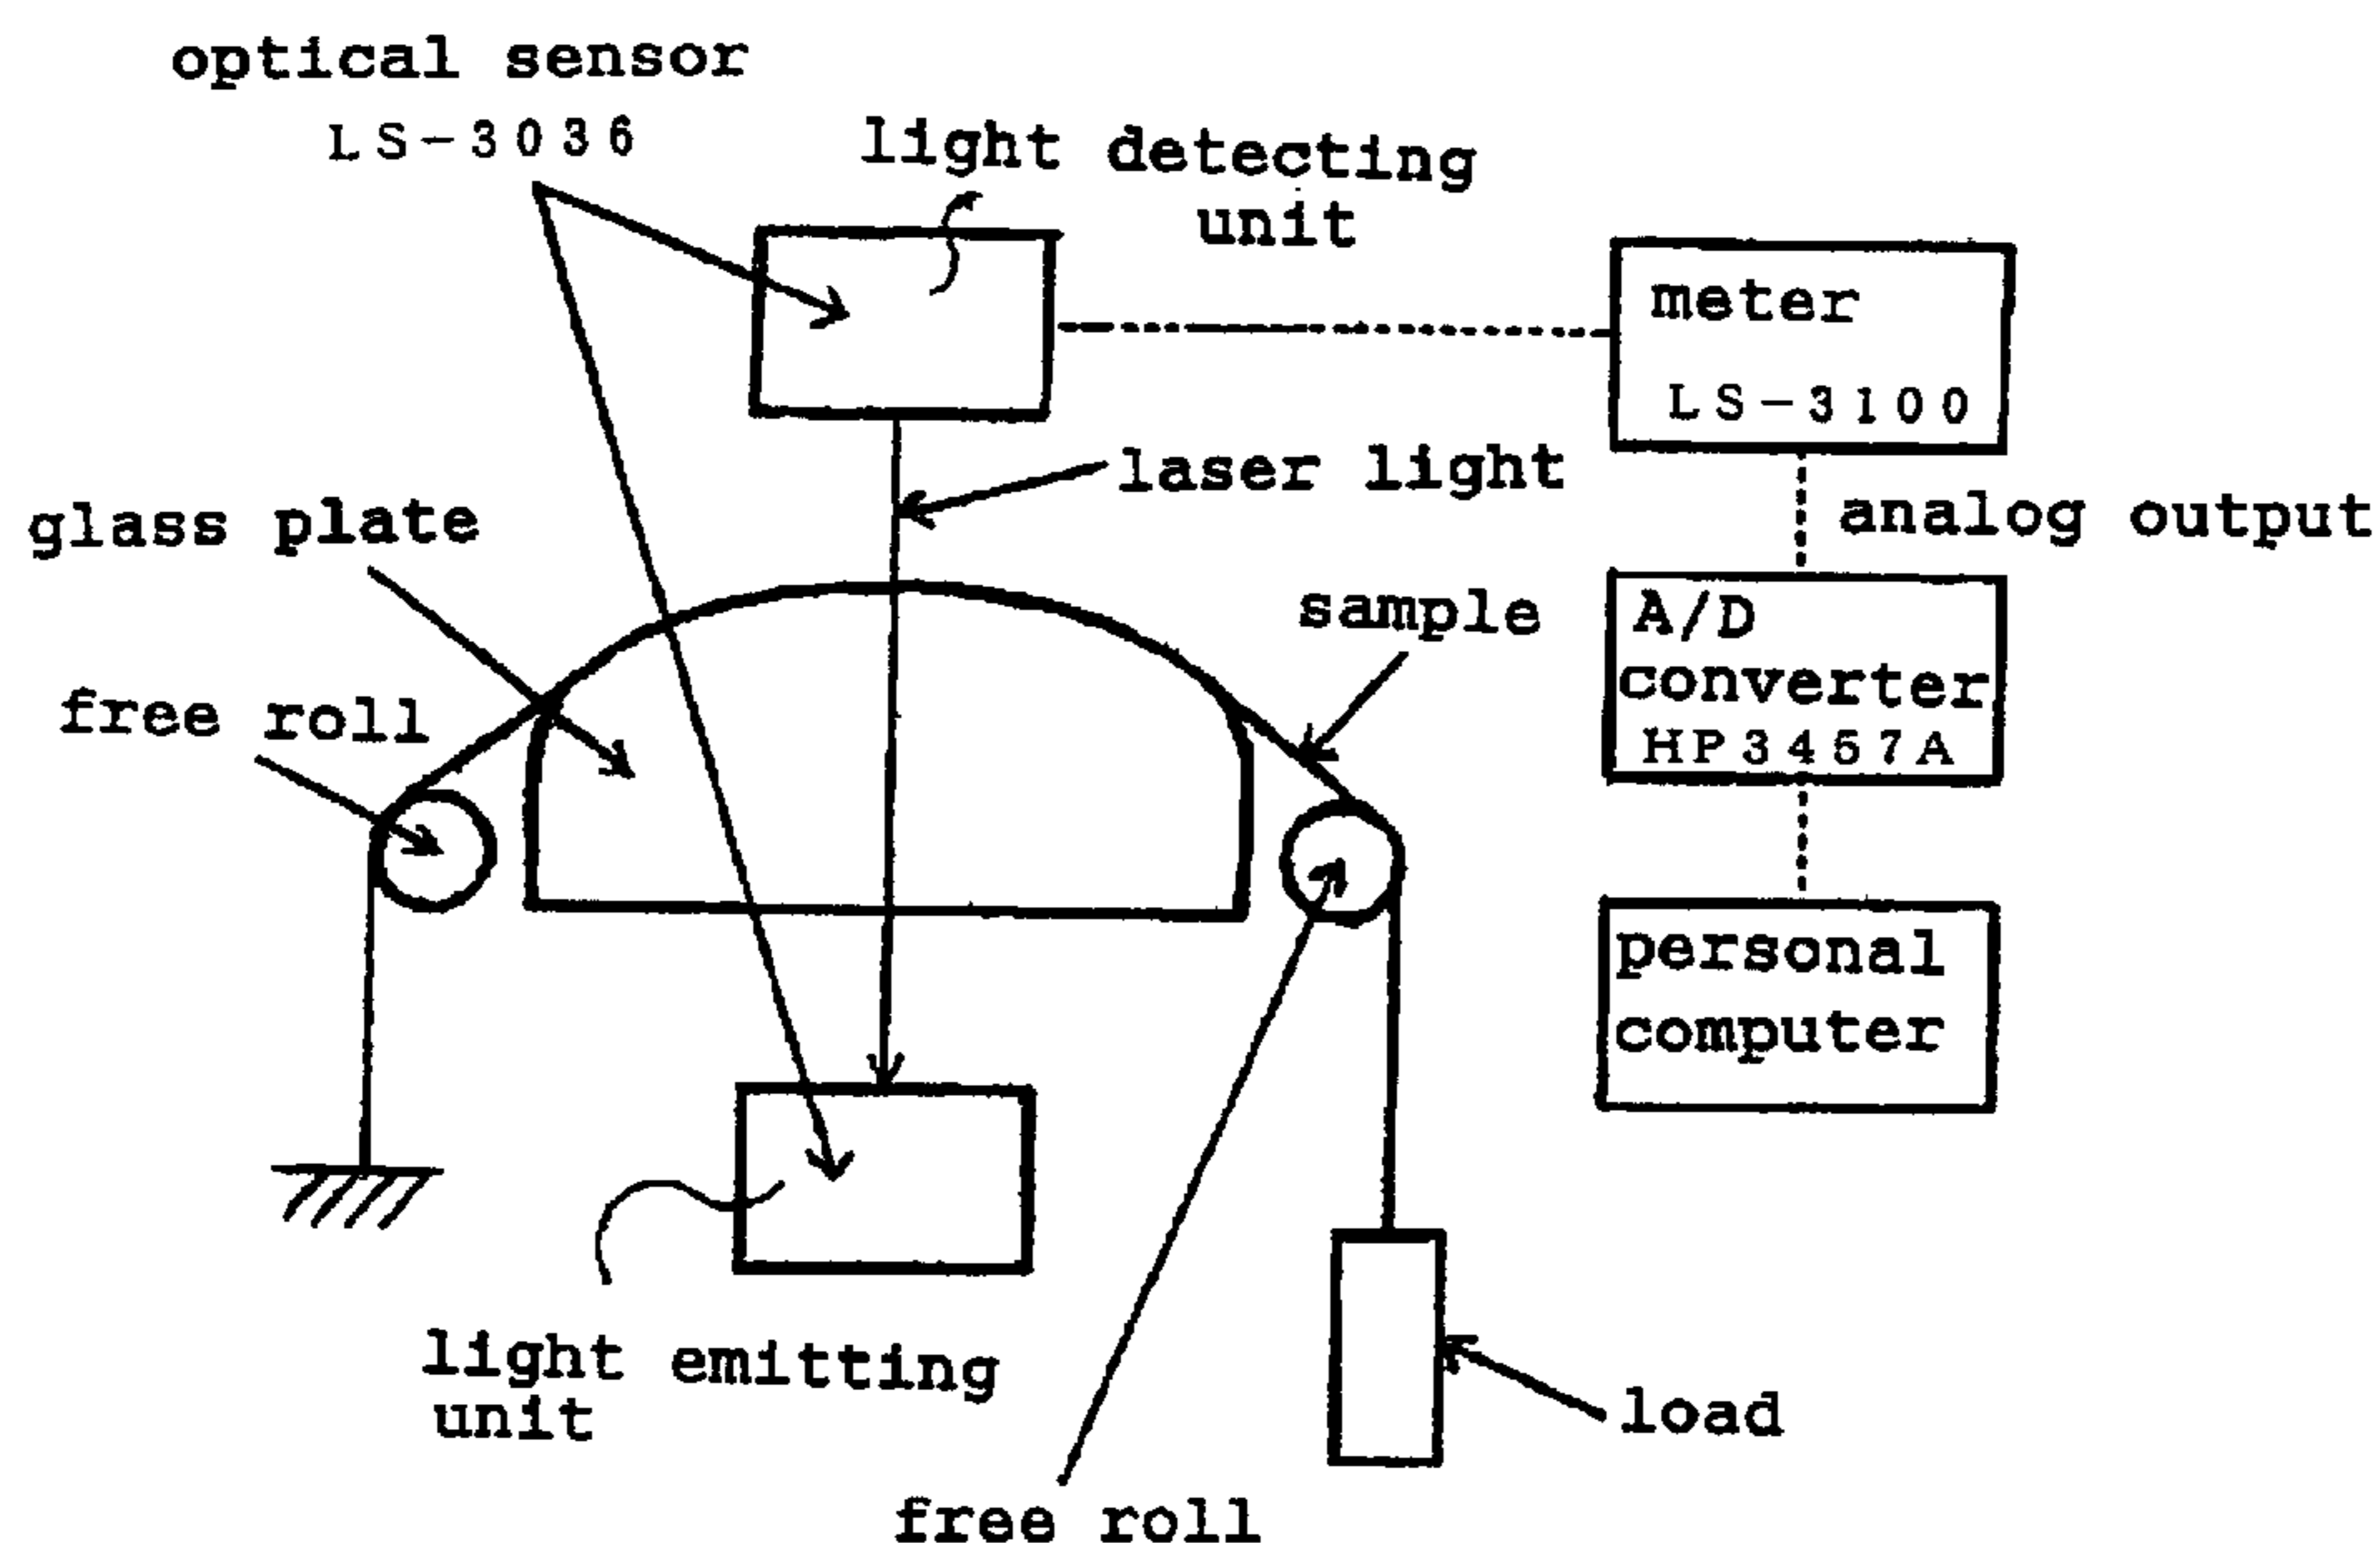 optical sensor
LS-3036
light detecting
unit
meter
LS-3100
laser light
glass plate
analog output
sample
A/D
converter
HP3457A
free roll
personal
computer
light emitting
unit
load
free roll